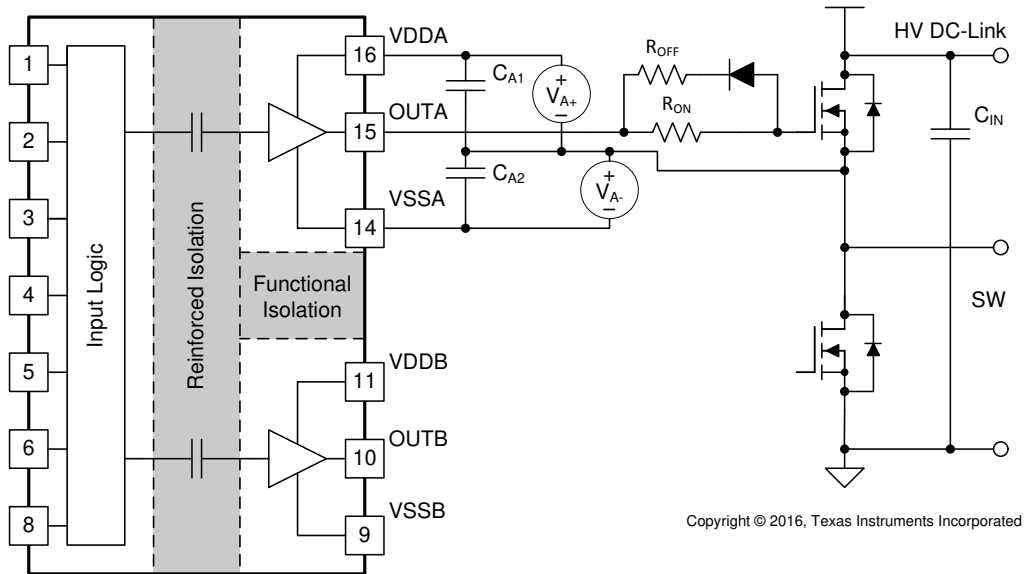 1
2
3
4
5
6
8
Input Logic
Reinforced Isolation
Functional
Isolation
VDDA
16
OUTA
15
VSSA
14
VDDB
11
OUTB
10
VSSB
9
CA1
CA2
+
VA+
–
+
VA-
–
ROFF
RON
HV DC-Link
CIN
SW
Copyright © 2016, Texas Instruments Incorporated